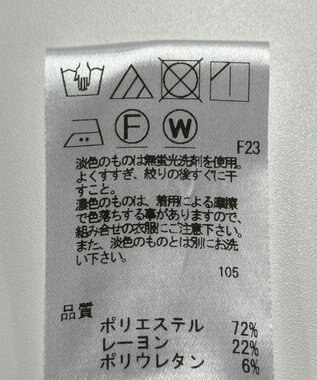 F W
F23
淡色のものは無蛍光洗剤を使用。
よくすすぎ、絞りの後すぐに干
すこと。
濃色のものは、着用による摩擦
で色落ちする事がありますので、
組み合せの衣服にご注意下さい。
また、淡色のものとは別にお洗
い下さい。
105
品質
ポリエステル 72%
レーヨン 22%
ポリウレタン 6%